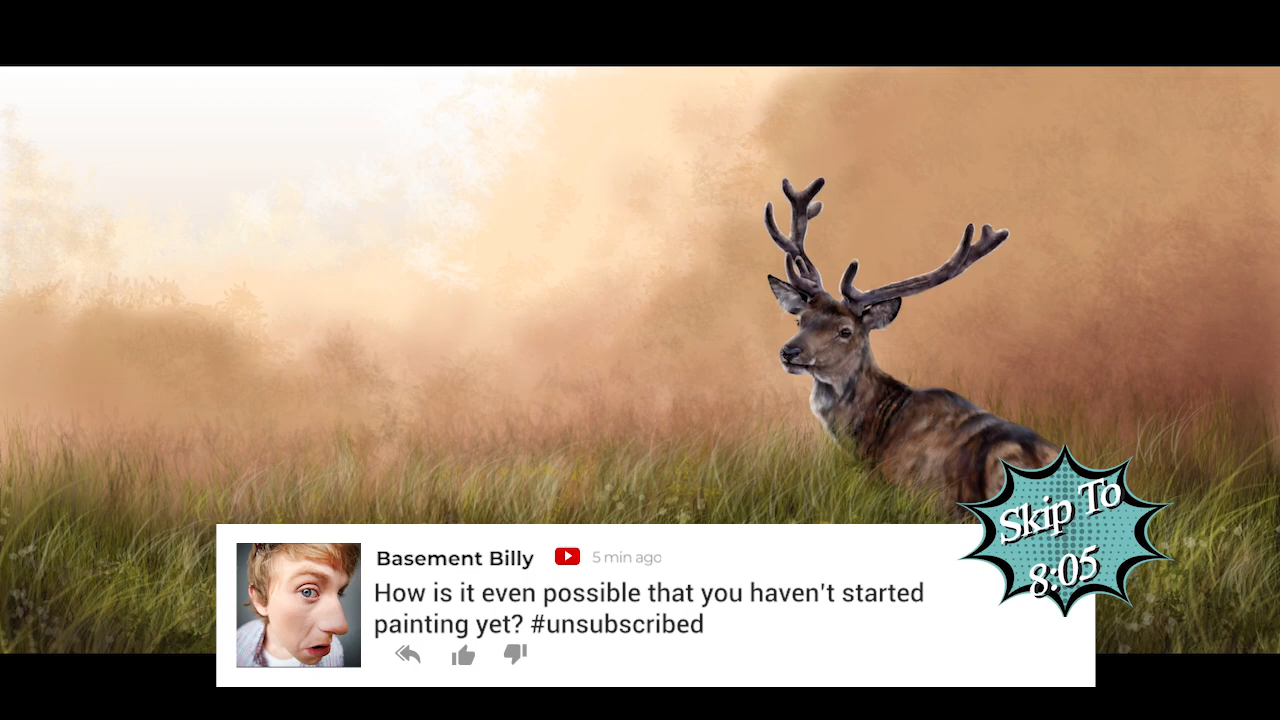 Skip To
8:05
Basement Billy 5 min ago
How is it even possible that you haven't started
painting yet? #unsubscribed